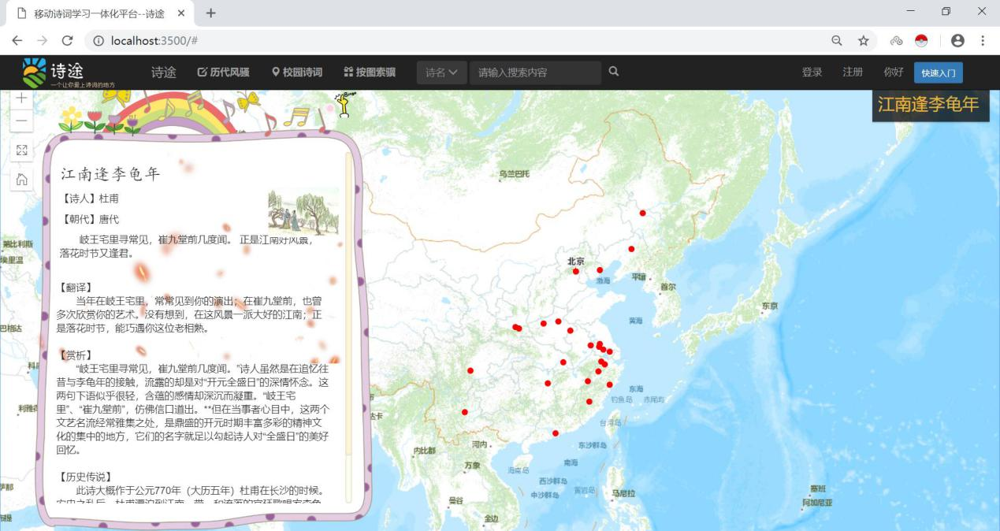 移动诗词学习一体化平台--诗途
localhost:3500/#
诗途
一个让你爱上诗词的地方
诗途
历代风骚
校园诗词
按图索骥
诗名
请输入搜索内容
登录
注册
你好
快速入门
江南逢李龟年
江南逢李龟年
【诗人】杜甫
【朝代】唐代
岐王宅里寻常见，崔九堂前几度闻。 正是江南好风景，
落花时节又逢君。
【翻译】
当年在岐王宅里，常常见到你的演出；在崔九堂前，也曾
多次欣赏你的艺术。没有想到，在这风景一派大好的江南；正
是落花时节，能巧遇你这位老相熟。
【赏析】
“岐王宅里寻常见，崔九堂前几度闻。”诗人虽然是在追忆往
昔与李龟年的接触，流露的却是对“开元全盛日”的深情怀念。这
两句下语似乎很轻，含蕴的感情却深沉而凝重。“岐王宅
里”、“崔九堂前”，仿佛信口道出。**但在当事者心目中，这两个
文艺名流经常雅集之处，是鼎盛的开元时期丰富多彩的精神文
化的集中的地方，它们的名字就足以勾起诗人对“全盛日”的美好
回忆。
【历史传说】
此诗大概作于公元770年（大历五年）杜甫在长沙的时候。
乌兰巴托
北京
渤海
平壤
首尔
黄海
东京
东海
钓鱼岛
赤尾屿
台湾岛
东沙群岛
南海
海南岛
西沙群岛
中沙群岛
黄岩岛
河内
内比都
万象
曼谷
金边
马尼拉
塞班
阿加尼亚
第比利斯
埃里温
巴格达
达卡